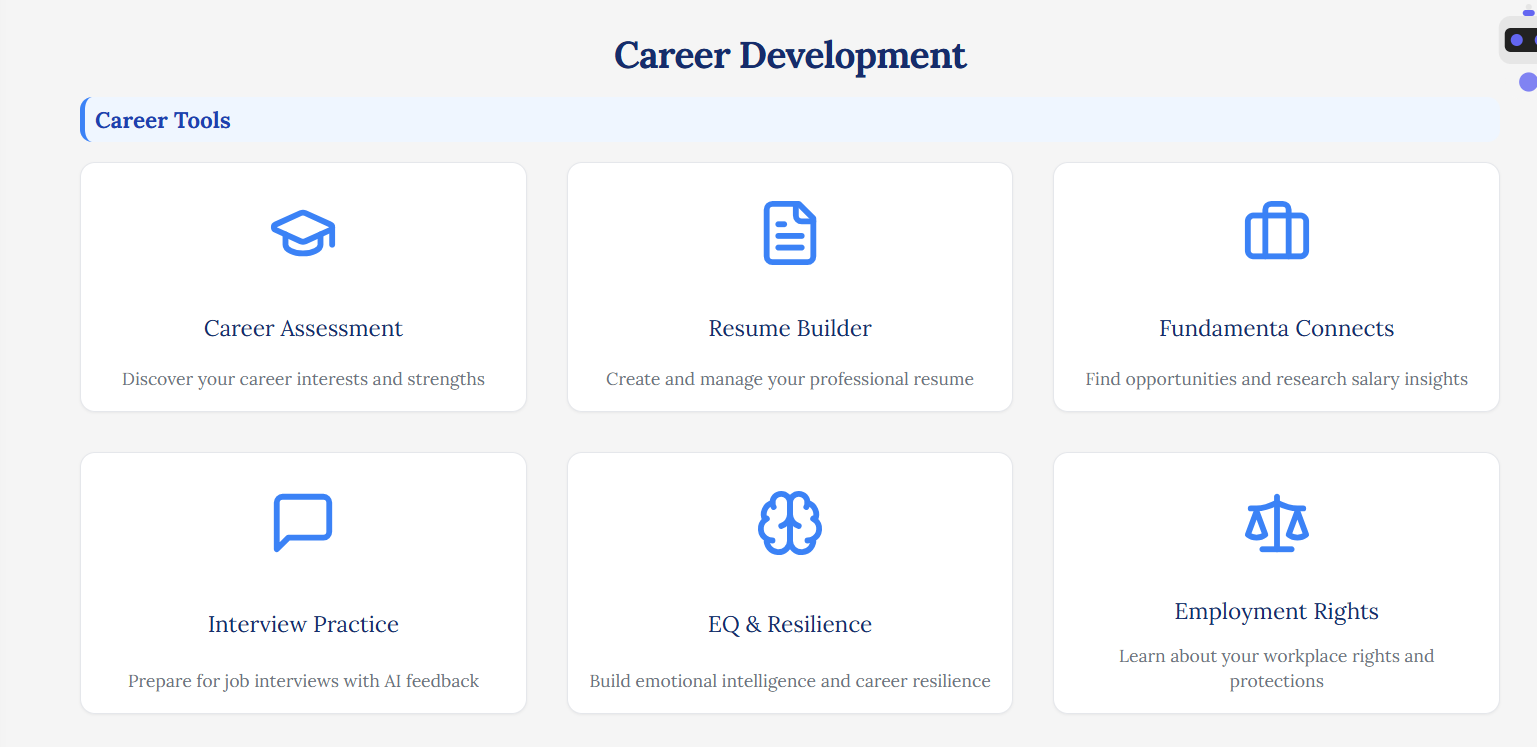 Career Development
Career Tools
Career Assessment
Discover your career interests and strengths
Resume Builder
Create and manage your professional resume
Fundamenta Connects
Find opportunities and research salary insights
Interview Practice
Prepare for job interviews with AI feedback
EQ & Resilience
Build emotional intelligence and career resilience
Employment Rights
Learn about your workplace rights and
protections